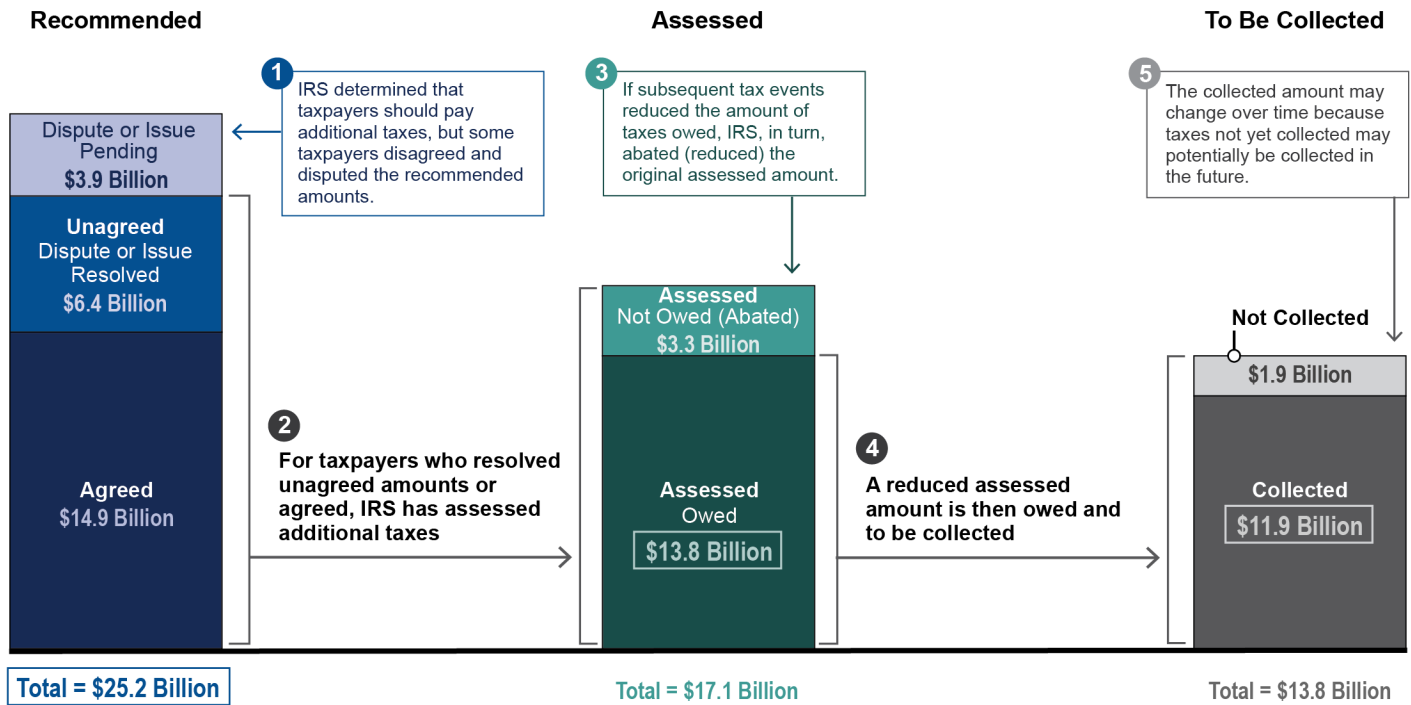 Recommended
Assessed
To Be Collected
1
IRS determined that
taxpayers should pay
additional taxes, but some
taxpayers disagreed and
disputed the recommended
amounts.
3
If subsequent tax events
reduced the amount of
taxes owed, IRS, in turn,
abated (reduced) the
original assessed amount.
5
The collected amount may
change over time because
taxes not yet collected may
potentially be collected in
the future.
Dispute or Issue
Pending
$3.9 Billion
Unagreed
Dispute or Issue
Resolved
$6.4 Billion
Agreed
$14.9 Billion
2
For taxpayers who resolved
unagreed amounts or
agreed, IRS has assessed
additional taxes
Assessed
Not Owed (Abated)
$3.3 Billion
Assessed
Owed
$13.8 Billion
4
A reduced assessed
amount is then owed and
to be collected
Not Collected
$1.9 Billion
Collected
$11.9 Billion
Total = $25.2 Billion
Total = $17.1 Billion
Total = $13.8 Billion